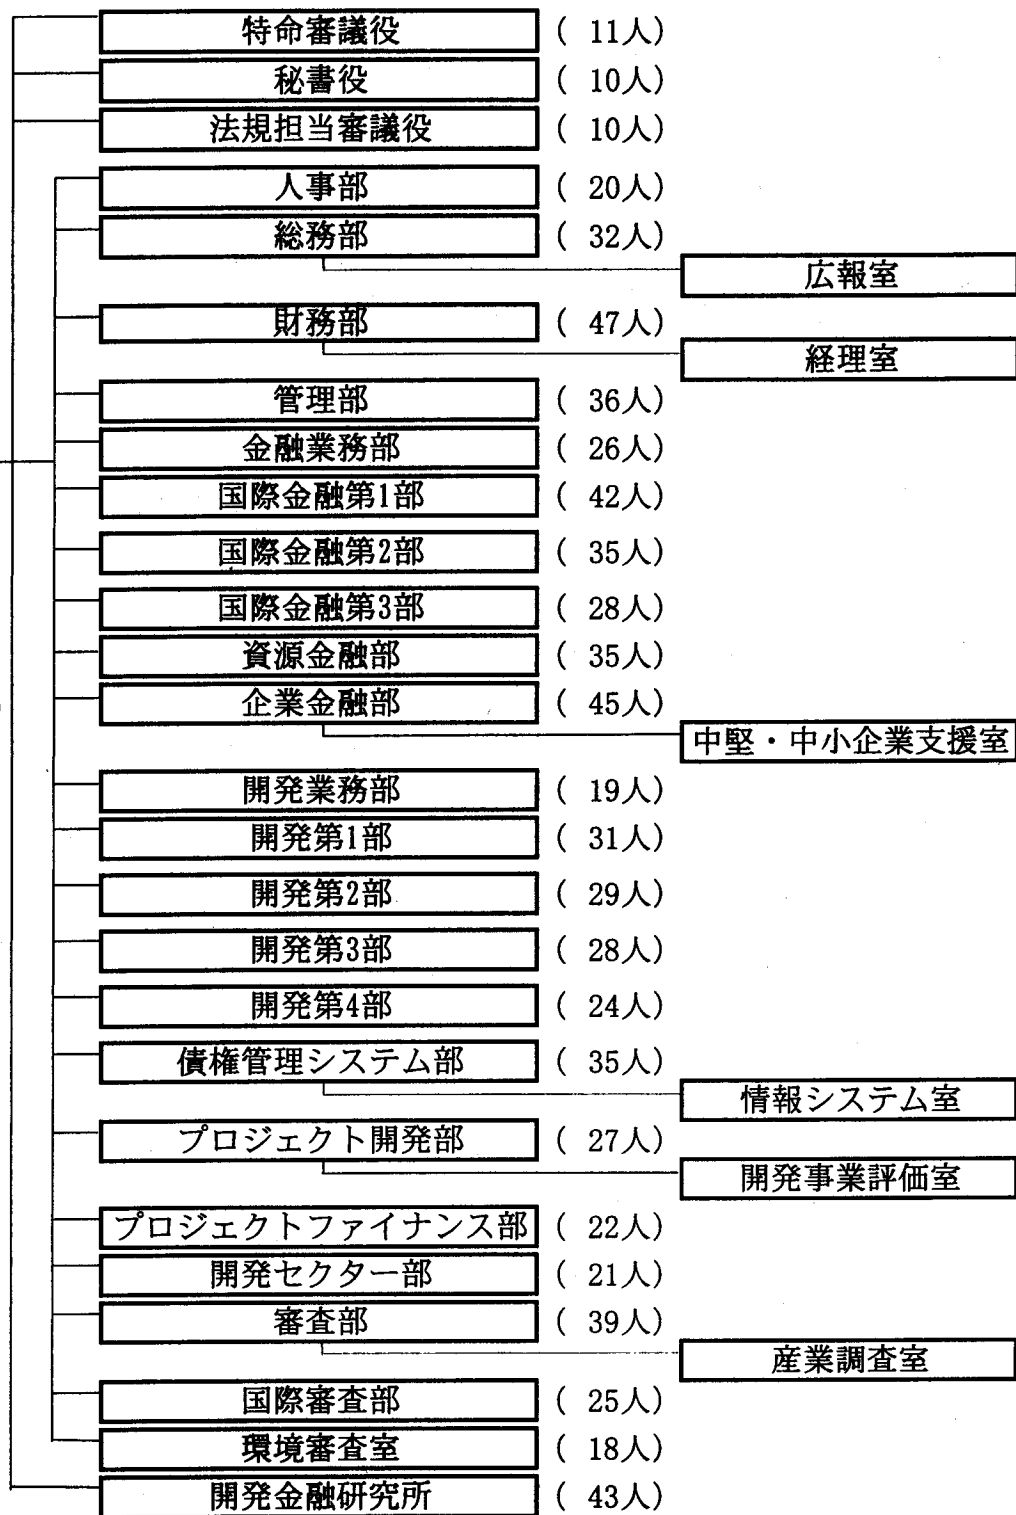 特命審議役 ( 11人)
秘書役 ( 10人)
法規担当審議役 ( 10人)
人事部 ( 20人)
総務部 ( 32人)
広報室
財務部 ( 47人)
経理室
管理部 ( 36人)
金融業務部 ( 26人)
国際金融第1部 ( 42人)
国際金融第2部 ( 35人)
国際金融第3部 ( 28人)
資源金融部 ( 35人)
企業金融部 ( 45人)
中堅・中小企業支援室
開発業務部 ( 19人)
開発第1部 ( 31人)
開発第2部 ( 29人)
開発第3部 ( 28人)
開発第4部 ( 24人)
債権管理システム部 ( 35人)
情報システム室
プロジェクト開発部 ( 27人)
開発事業評価室
プロジェクトファイナンス部 ( 22人)
開発セクター部 ( 21人)
審査部 ( 39人)
産業調査室
国際審査部 ( 25人)
環境審査室 ( 18人)
開発金融研究所 ( 43人)